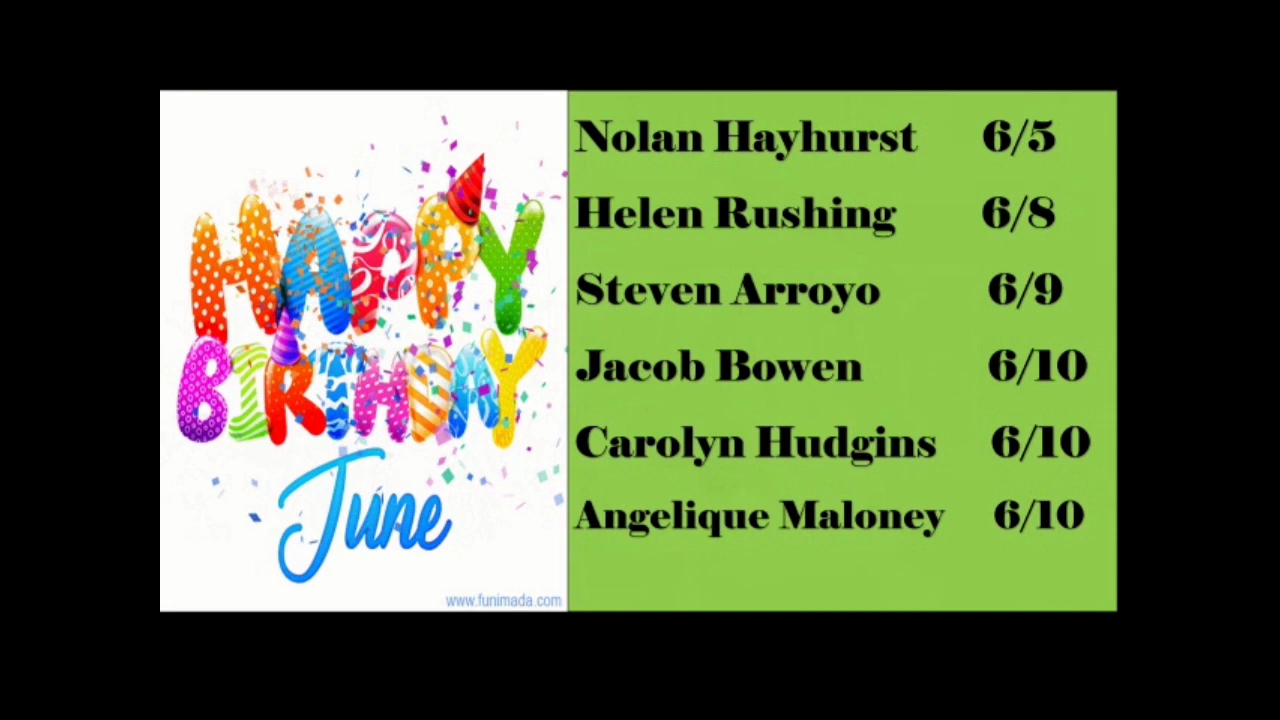 HAPPY
BIRTHDAY
June
www.funimada.com
Nolan Hayhurst 6/5
Helen Rushing 6/8
Steven Arroyo 6/9
Jacob Bowen 6/10
Carolyn Hudgins 6/10
Angelique Maloney 6/10